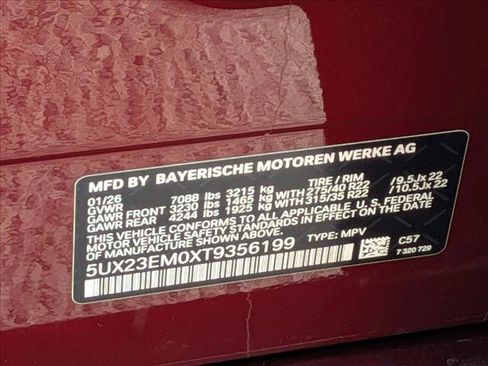 MFD BY BAYERISCHE MOTOREN WERKE AG
01/26 TIRE / RIM
GVWR 7088 lbs 3215 kg
GAWR FRONT 3230 lbs 1465 kg WITH 275/40 R22 / 9.5Jx22
GAWR REAR 4244 lbs 1925 kg WITH 315/35 R22 / 10.5Jx22
THIS VEHICLE CONFORMS TO ALL APPLICABLE U.S. FEDERAL
MOTOR VEHICLE SAFETY STANDARDS IN EFFECT ON THE DATE
OF MANUFACTURE SHOWN ABOVE.
5UX23EM0XT9356199 TYPE: MPV C57
7 320 729